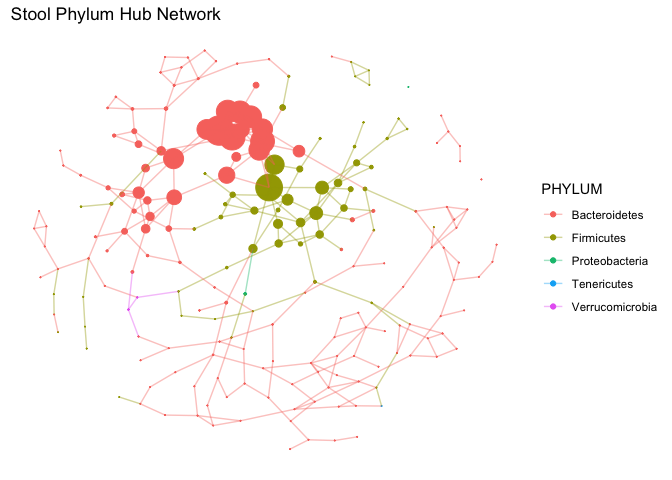 Stool Phylum Hub Network
PHYLUM
Bacteroidetes
Firmicutes
Proteobacteria
Tenericutes
Verrucomicrobia